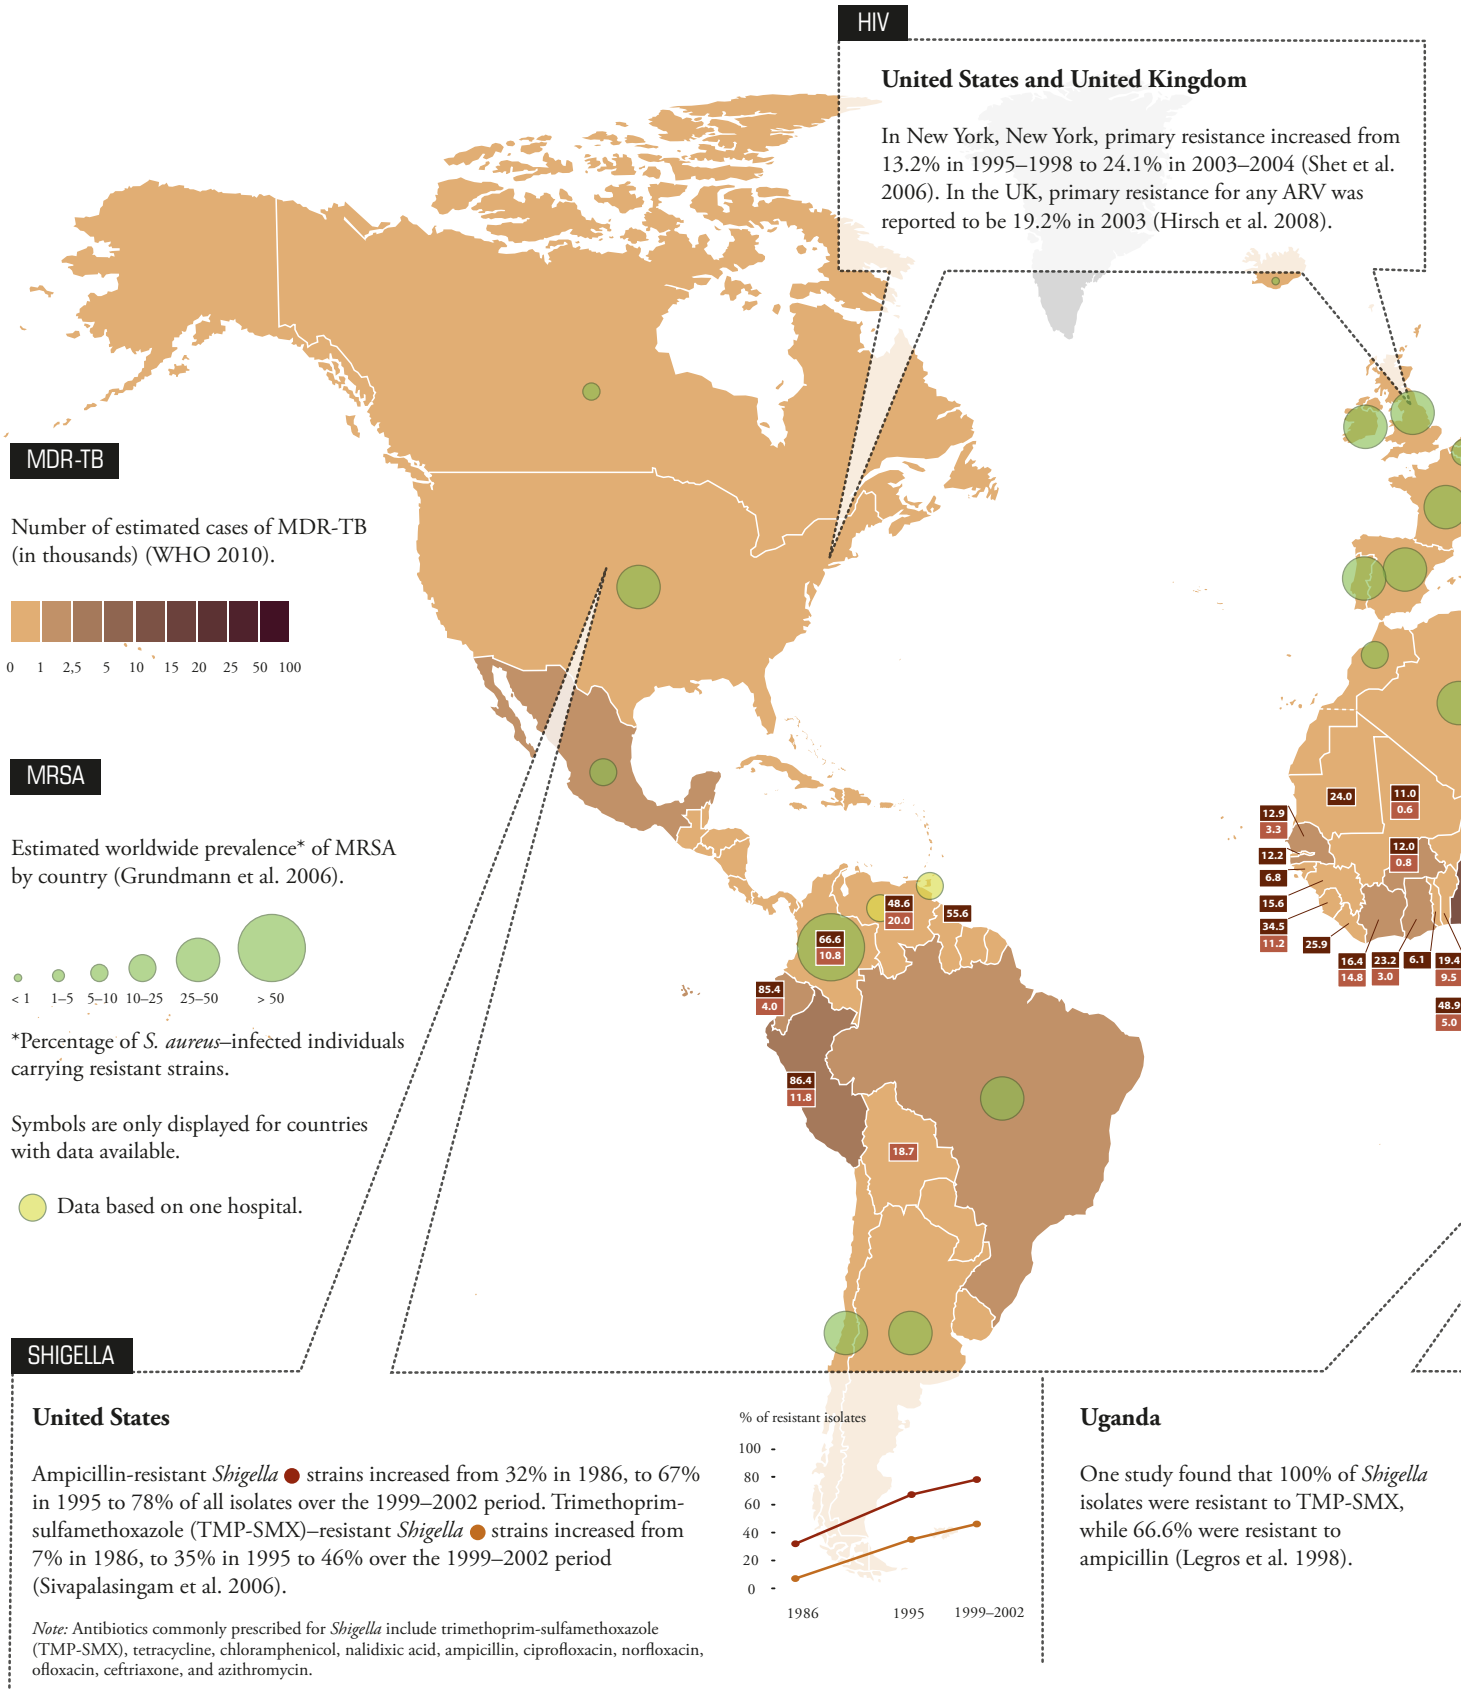 HIV
United States and United Kingdom
In New York, New York, primary resistance increased from
13.2% in 1995–1998 to 24.1% in 2003–2004 (Shet et al.
2006). In the UK, primary resistance for any ARV was
reported to be 19.2% in 2003 (Hirsch et al. 2008).
MDR-TB
Number of estimated cases of MDR-TB
(in thousands) (WHO 2010).
0 1 2,5 5 10 15 20 25 50 100
MRSA
Estimated worldwide prevalence* of MRSA
by country (Grundmann et al. 2006).
< 1 1–5 5–10 10–25 25–50 > 50
*Percentage of S. aureus–infected individuals
carrying resistant strains.
Symbols are only displayed for countries
with data available.
Data based on one hospital.
24.0
11.0
0.6
12.9
3.3
12.0
0.8
12.2
6.8
15.6
34.5
11.2
25.9
16.4
14.8
23.2
3.0
6.1
19.4
9.5
48.9
5.0
48.6
20.0
55.6
66.6
10.8
85.4
4.0
86.4
11.8
18.7
SHIGELLA
United States
Ampicillin-resistant Shigella strains increased from 32% in 1986, to 67%
in 1995 to 78% of all isolates over the 1999–2002 period. Trimethoprim-
sulfamethoxazole (TMP-SMX)–resistant Shigella strains increased from
7% in 1986, to 35% in 1995 to 46% over the 1999–2002 period
(Sivapalasingam et al. 2006).
Note: Antibiotics commonly prescribed for Shigella include trimethoprim-sulfamethoxazole
(TMP-SMX), tetracycline, chloramphenicol, nalidixic acid, ampicillin, ciprofloxacin, norfloxacin,
ofloxacin, ceftriaxone, and azithromycin.
% of resistant isolates
100
80
60
40
20
0
1986 1995 1999–2002
Uganda
One study found that 100% of Shigella
isolates were resistant to TMP-SMX,
while 66.6% were resistant to
ampicillin (Legros et al. 1998).